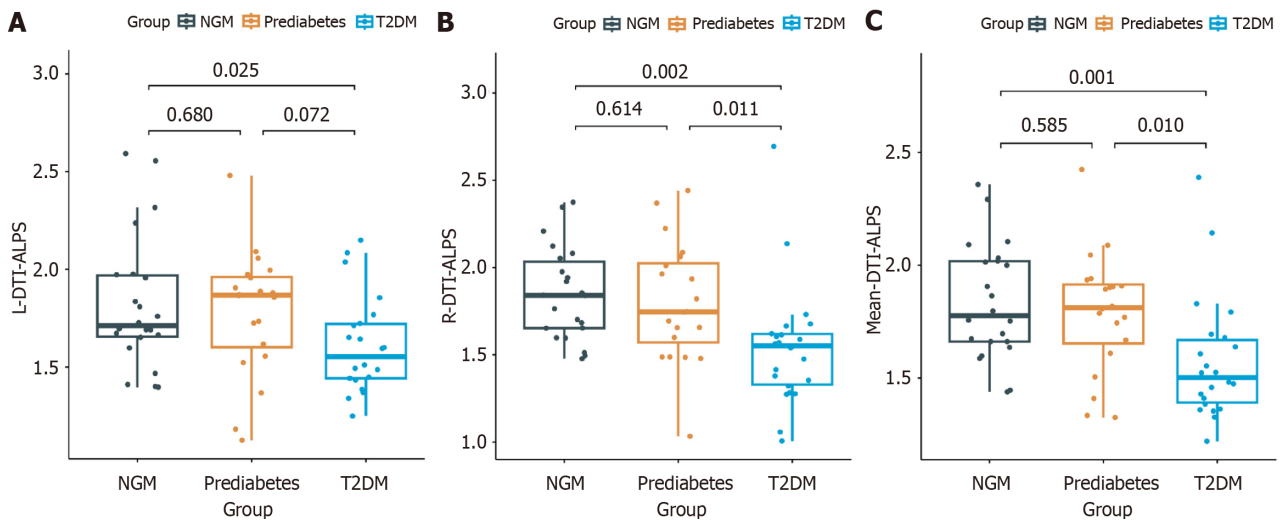 A
Group NGM Prediabetes T2DM
L-DTI-ALPS
3.0
2.5
2.0
1.5
0.025
0.680
0.072
NGM Prediabetes T2DM
Group
B
Group NGM Prediabetes T2DM
R-DTI-ALPS
3.0
2.5
2.0
1.5
1.0
0.002
0.614
0.011
NGM Prediabetes T2DM
Group
C
Group NGM Prediabetes T2DM
Mean-DTI-ALPS
2.5
2.0
1.5
0.001
0.585
0.010
NGM Prediabetes T2DM
Group